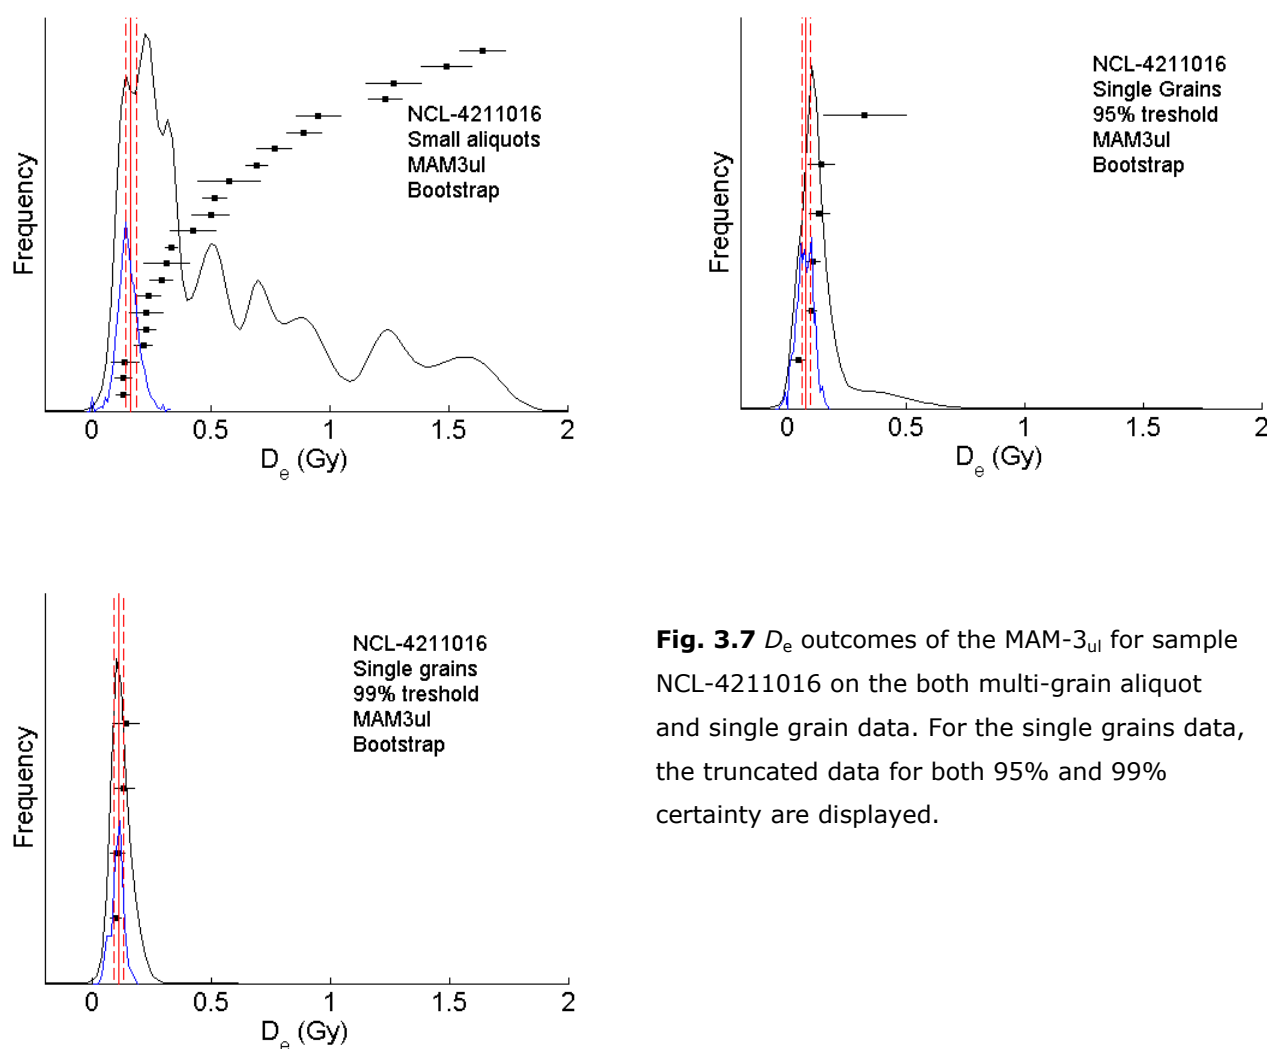 NCL-4211016
Small aliquots
MAM3ul
Bootstrap
Frequency
0 0.5 1 1.5 2
De (Gy)
NCL-4211016
Single Grains
95% treshold
MAM3ul
Bootstrap
Frequency
0 0.5 1 1.5 2
De (Gy)
NCL-4211016
Single grains
99% treshold
MAM3ul
Bootstrap
Frequency
0 0.5 1 1.5 2
De (Gy)
Fig. 3.7 De outcomes of the MAM-3ul for sample
NCL-4211016 on the both multi-grain aliquot
and single grain data. For the single grains data,
the truncated data for both 95% and 99%
certainty are displayed.